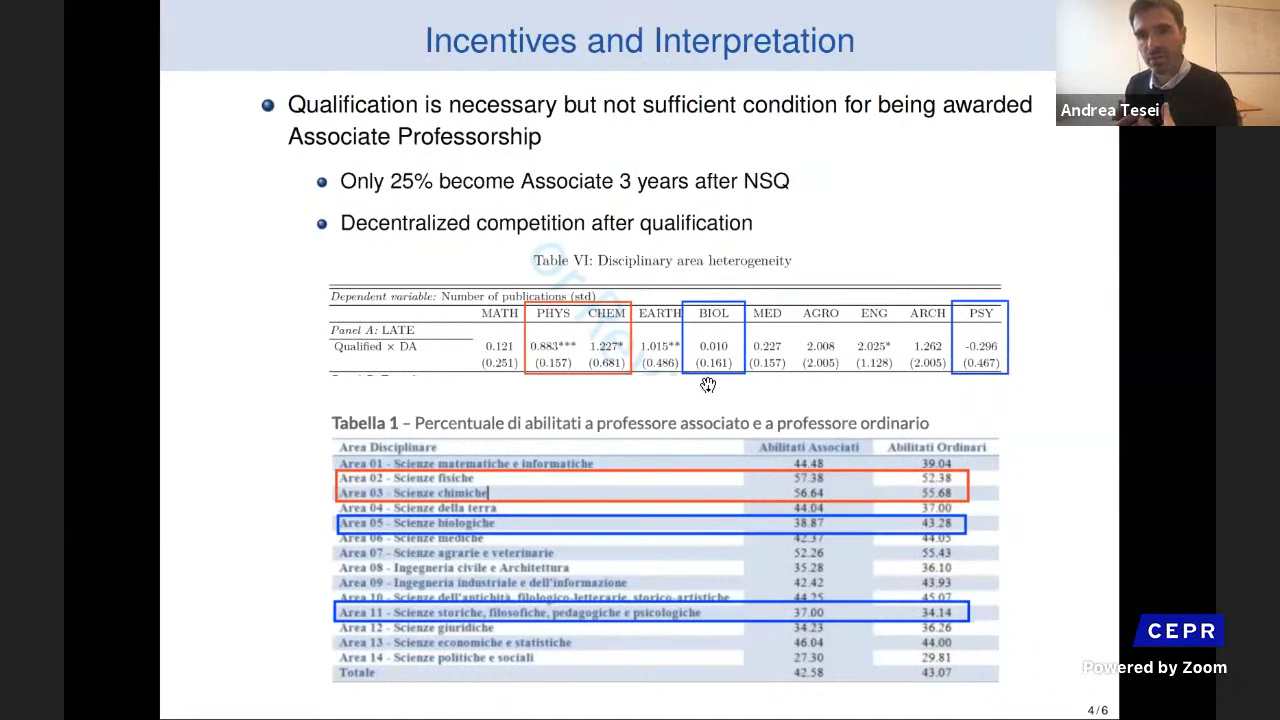 Incentives and Interpretation
Andrea Tesei
Qualification is necessary but not sufficient condition for being awarded
Associate Professorship
Only 25% become Associate 3 years after NSQ
Decentralized competition after qualification
Table VI: Disciplinary area heterogeneity
Dependent variable: Number of publications (std)
MATH PHYS CHEM EARTH BIOL MED AGRO ENG ARCH PSY
Panel A: LATE
Qualified × DA 0.121 0.883*** 1.227* 1.015** 0.010 0.227 2.008 2.025* 1.262 -0.296
(0.251) (0.157) (0.681) (0.486) (0.161) (0.157) (2.005) (1.128) (2.005) (0.467)
Tabella 1 – Percentuale di abilitati a professore associato e a professore ordinario
Area Disciplinare Abilitati Associati Abilitati Ordinari
Area 01 - Scienze matematiche e informatiche 44.48 39.04
Area 02 - Scienze fisiche 57.38 52.38
Area 03 - Scienze chimiche 56.64 55.68
Area 04 - Scienze della terra 44.04 37.00
Area 05 - Scienze biologiche 38.87 43.28
Area 06 - Scienze mediche 42.37 44.05
Area 07 - Scienze agrarie e veterinarie 52.26 55.43
Area 08 - Ingegneria civile e Architettura 35.28 36.10
Area 09 - Ingegneria industriale e dell'informazione 42.42 43.93
Area 10 - Scienze dell'antichità, filologico-letterarie, storico-artistiche 44.25 45.07
Area 11 - Scienze storiche, filosofiche, pedagogiche e psicologiche 37.00 34.14
Area 12 - Scienze giuridiche 34.23 36.26
Area 13 - Scienze economiche e statistiche 46.04 44.00
Area 14 - Scienze politiche e sociali 27.30 29.81
Totale 42.58 43.07
CEPR
Powered by Zoom
4/6